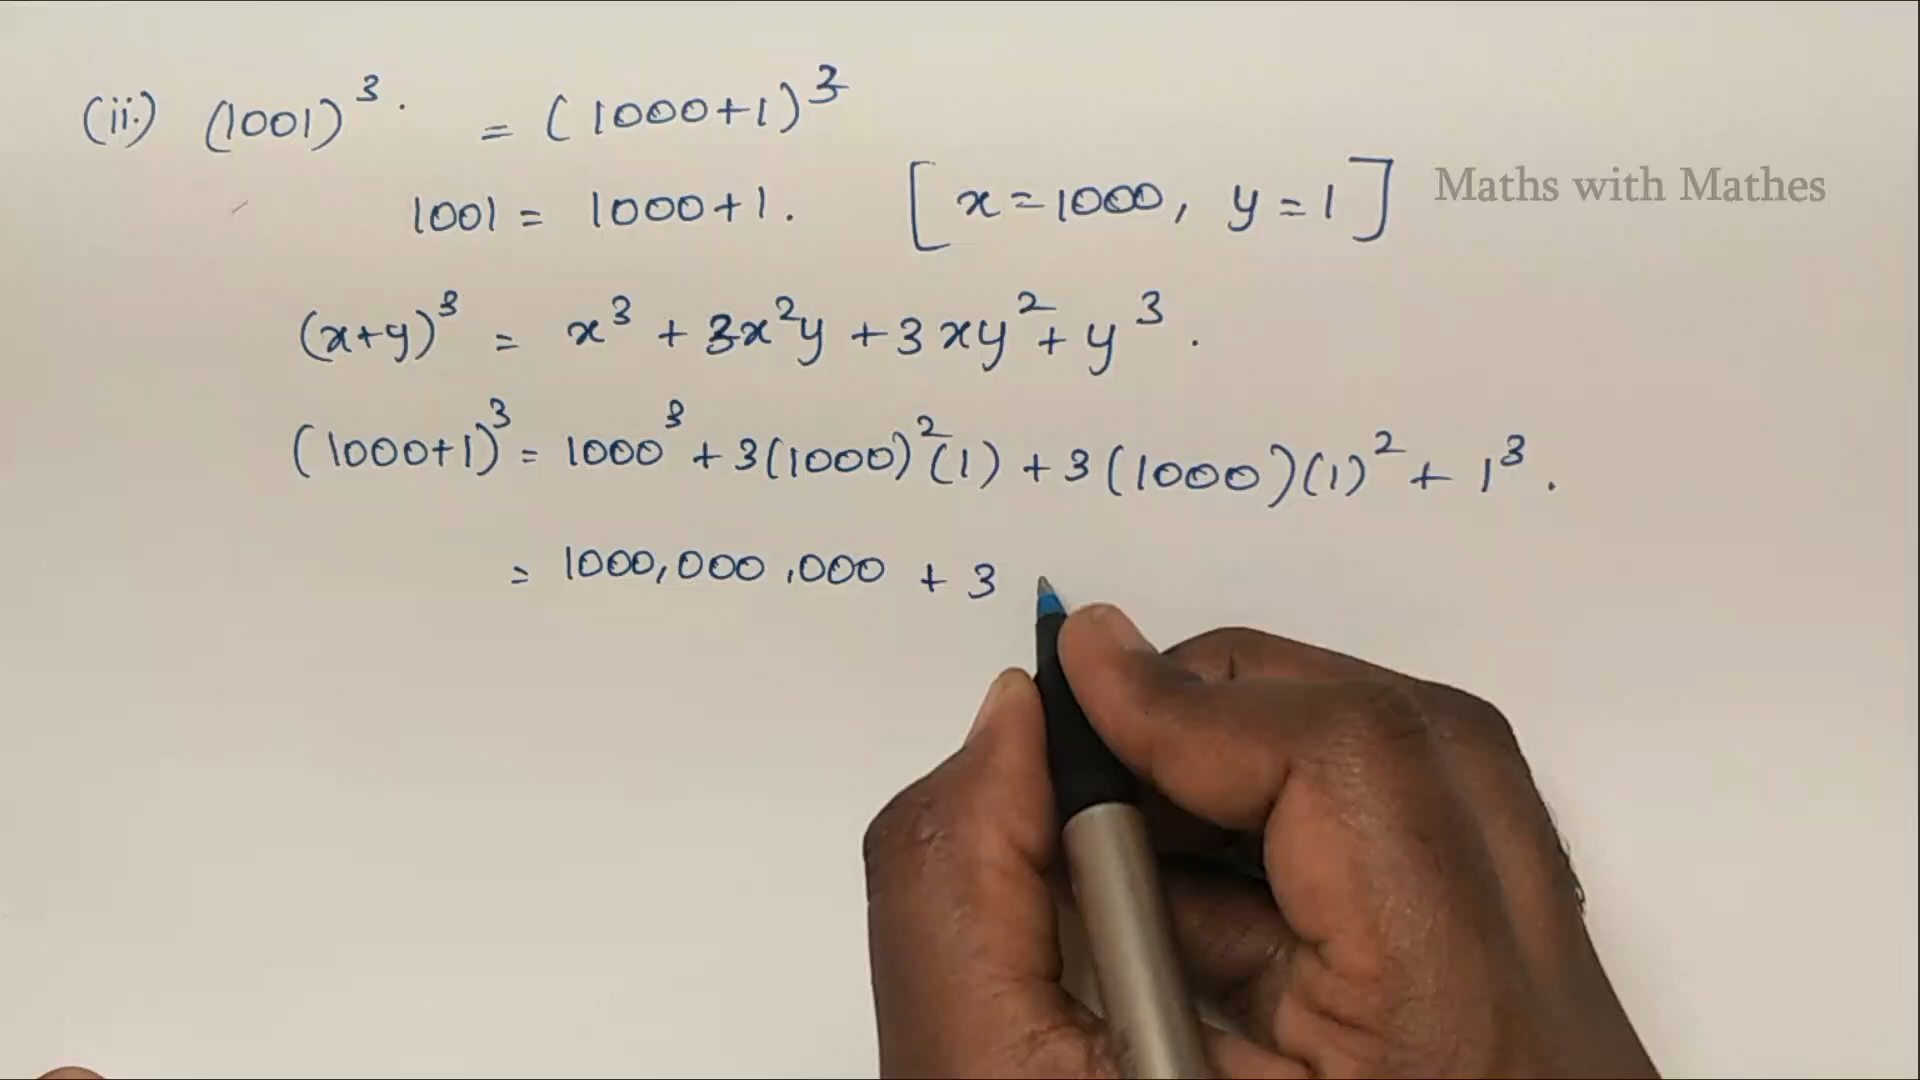 (ii.) (1001)³. = (1000+1)³
1001 = 1000+1. [x=1000, y=1]
Maths with Mathes
(x+y)³ = x³ + 3x²y + 3xy² + y³.
(1000+1)³ = 1000³ + 3(1000)²(1) + 3(1000)(1)² + 1³.
= 1000,000,000 + 3